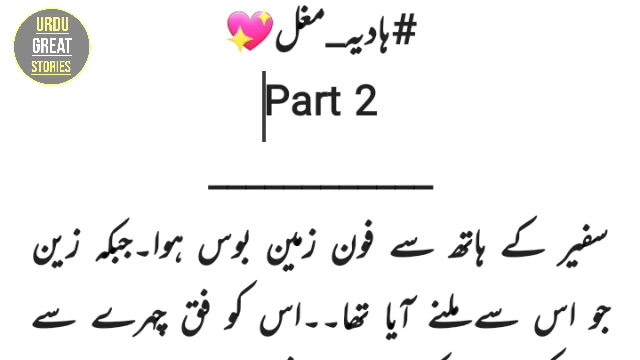 URDU
GREAT
STORIES
#ہادیہ_مغل💖
Part 2
سفیر کے ہاتھ سے فون زمین بوس ہوا۔جبکہ زین
جو اس سے ملنے آیا تھا۔۔اس کو فق چہرے سے